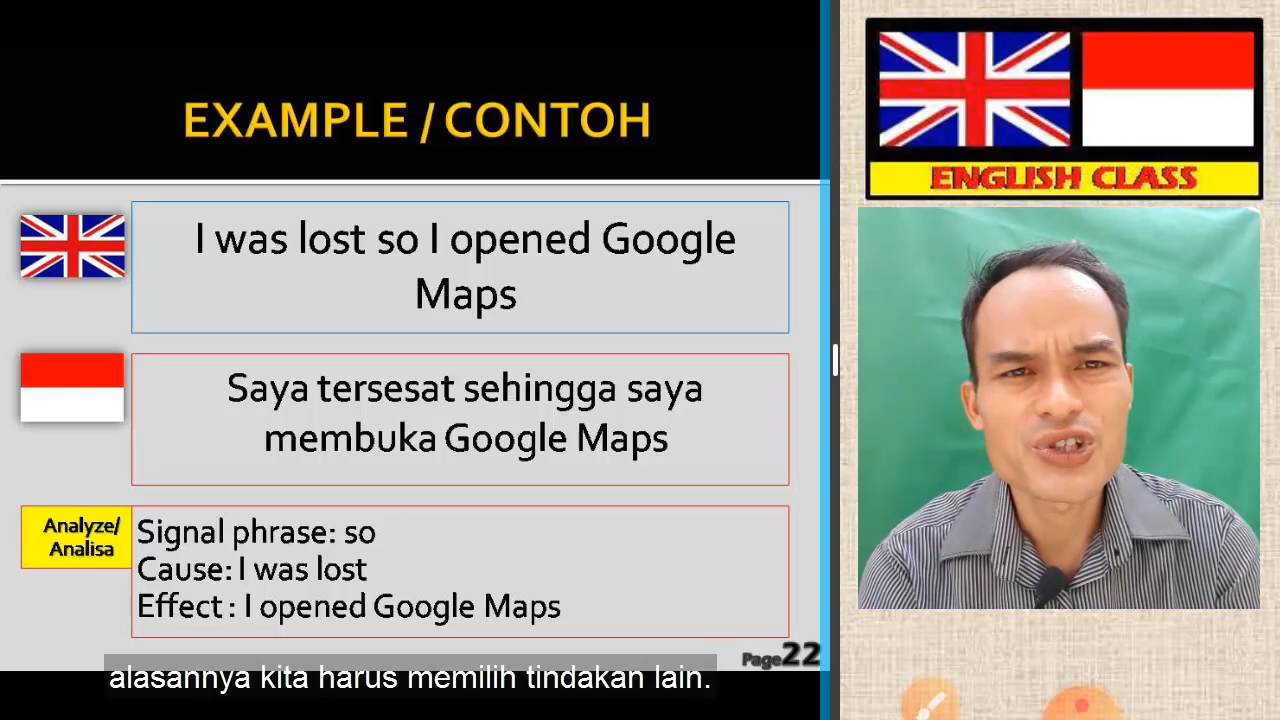 EXAMPLE / CONTOH
I was lost so I opened Google
Maps
Saya tersesat sehingga saya
membuka Google Maps
Analyze/
Analisa
Signal phrase: so
Cause: I was lost
Effect : I opened Google Maps
Page22
alasannya kita harus memilih tindakan lain.
ENGLISH CLASS